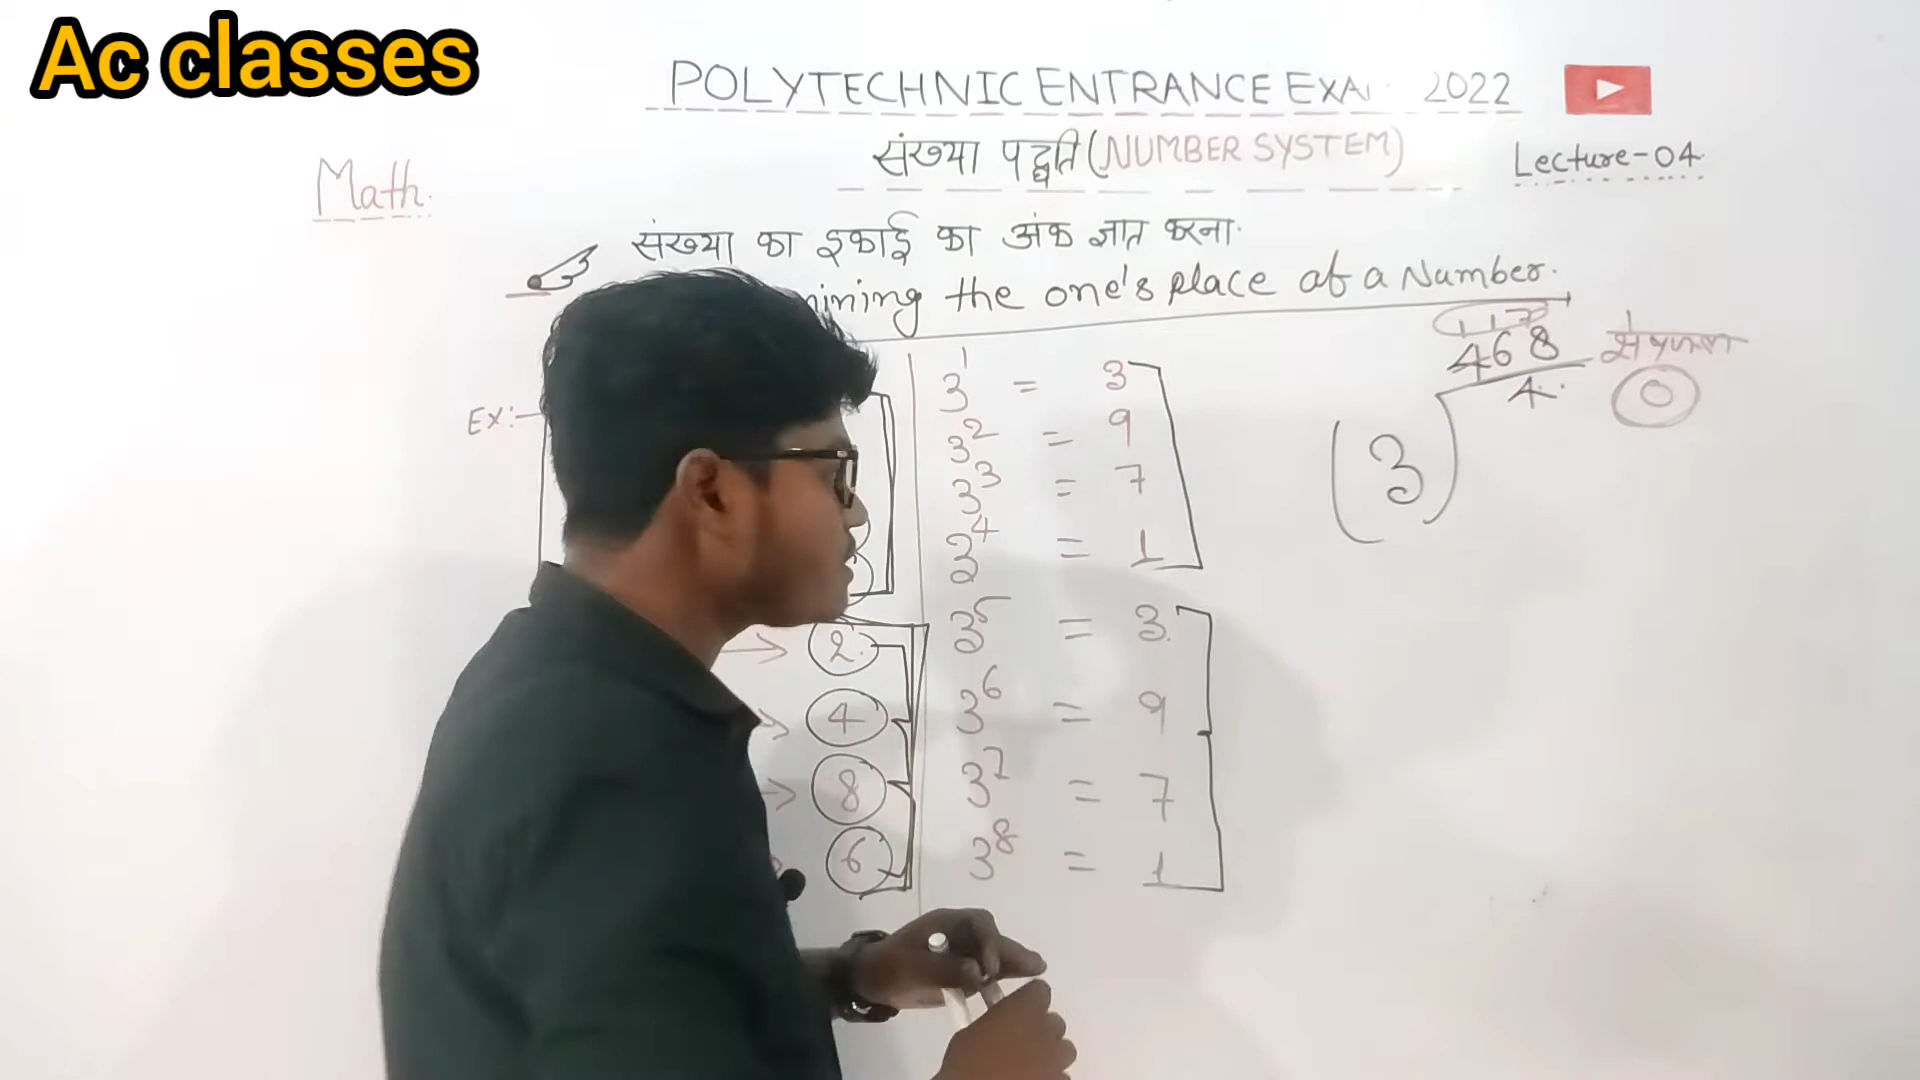 Ac classes
POLYTECHNIC ENTRANCE EXA 2022
संख्या पद्धति (NUMBER SYSTEM)
Lecture-04
Math.
संख्या का इकाई का अंक ज्ञात करना.
mining the one's place of a Number.
Ex:-
3¹ = 3
3² = 9
3³ = 7
3⁴ = 1
3⁵ = 3
3⁶ = 9
3⁷ = 7
3⁸ = 1
→ 2
→ 4
→ 8
6
117
468
4
(3)
0